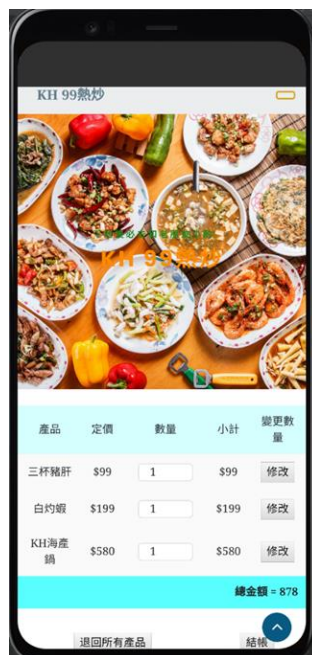 KH 99熱炒
KH 99熱炒
產品 定價 數量 小計 變更數量
三杯豬肝 $99 1 $99 修改
白灼蝦 $199 1 $199 修改
KH海產鍋 $580 1 $580 修改
總金額 = 878
退回所有產品 結帳